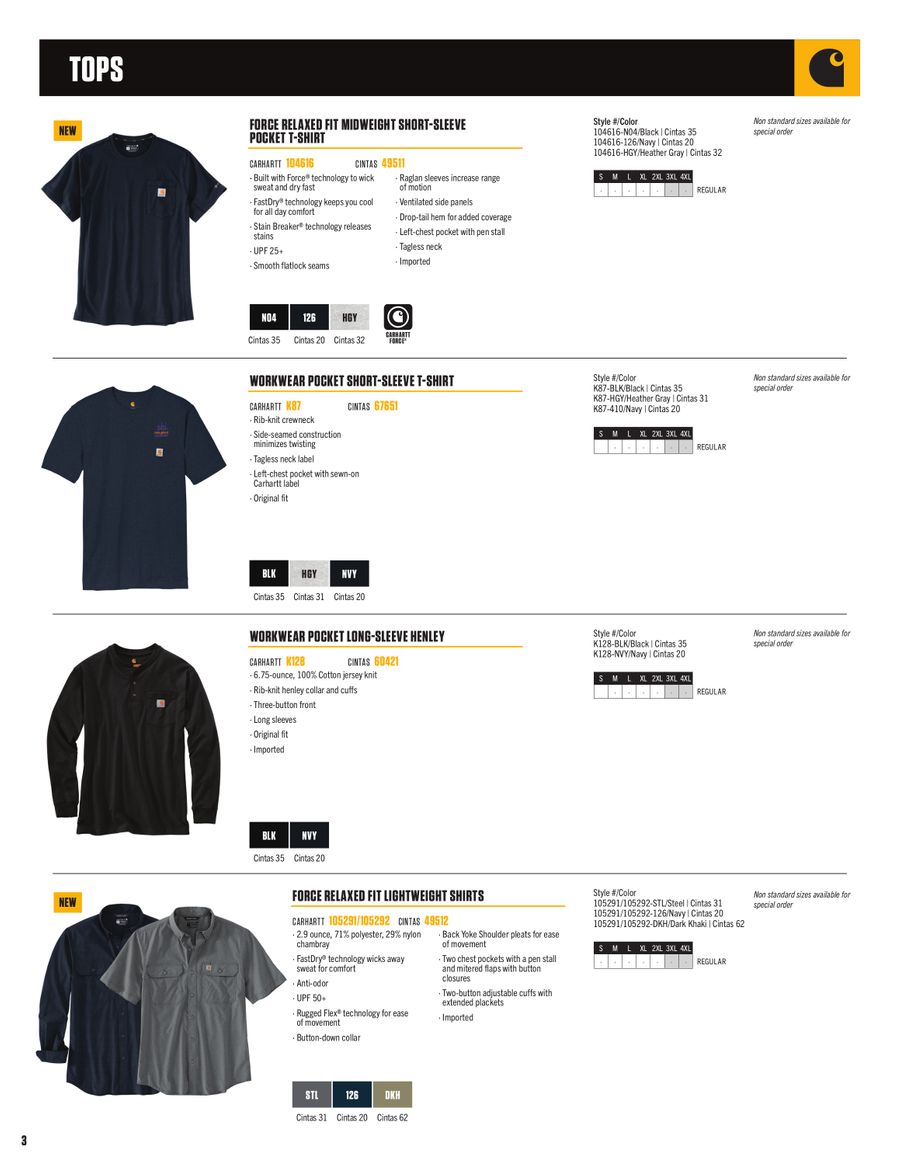 TOPS
NEW
FORCE RELAXED FIT MIDWEIGHT SHORT-SLEEVE
POCKET T-SHIRT
CARHARTT 104616 CINTAS 49511
· Built with Force® technology to wick
sweat and dry fast
· FastDry® technology keeps you cool
for all day comfort
· Stain Breaker® technology releases
stains
· UPF 25+
· Smooth flatlock seams
· Raglan sleeves increase range
of motion
· Ventilated side panels
· Drop-tail hem for added coverage
· Left-chest pocket with pen stall
· Tagless neck
· Imported
N04 126 HGY
Cintas 35 Cintas 20 Cintas 32
CARHARTT
FORCE®
Style #/Color
104616-N04/Black | Cintas 35
104616-126/Navy | Cintas 20
104616-HGY/Heather Gray | Cintas 32
S M L XL 2XL 3XL 4XL
REGULAR
Non standard sizes available for
special order
WORKWEAR POCKET SHORT-SLEEVE T-SHIRT
CARHARTT K87 CINTAS 67651
· Rib-knit crewneck
· Side-seamed construction
minimizes twisting
· Tagless neck label
· Left-chest pocket with sewn-on
Carhartt label
· Original fit
BLK HGY NVY
Cintas 35 Cintas 31 Cintas 20
Style #/Color
K87-BLK/Black | Cintas 35
K87-HGY/Heather Gray | Cintas 31
K87-410/Navy | Cintas 20
S M L XL 2XL 3XL 4XL
REGULAR
Non standard sizes available for
special order
WORKWEAR POCKET LONG-SLEEVE HENLEY
CARHARTT K128 CINTAS 60421
· 6.75-ounce, 100% Cotton jersey knit
· Rib-knit henley collar and cuffs
· Three-button front
· Long sleeves
· Original fit
· Imported
BLK NVY
Cintas 35 Cintas 20
Style #/Color
K128-BLK/Black | Cintas 35
K128-NVY/Navy | Cintas 20
S M L XL 2XL 3XL 4XL
REGULAR
Non standard sizes available for
special order
NEW
FORCE RELAXED FIT LIGHTWEIGHT SHIRTS
CARHARTT 105291/105292 CINTAS 49512
· 2.9 ounce, 71% polyester, 29% nylon
chambray
· FastDry® technology wicks away
sweat for comfort
· Anti-odor
· UPF 50+
· Rugged Flex® technology for ease
of movement
· Button-down collar
· Back Yoke Shoulder pleats for ease
of movement
· Two chest pockets with a pen stall
and mitered flaps with button
closures
· Two-button adjustable cuffs with
extended plackets
· Imported
STL 126 DKH
Cintas 31 Cintas 20 Cintas 62
Style #/Color
105291/105292-STL/Steel | Cintas 31
105291/105292-126/Navy | Cintas 20
105291/105292-DKH/Dark Khaki | Cintas 62
S M L XL 2XL 3XL 4XL
REGULAR
Non standard sizes available for
special order
3